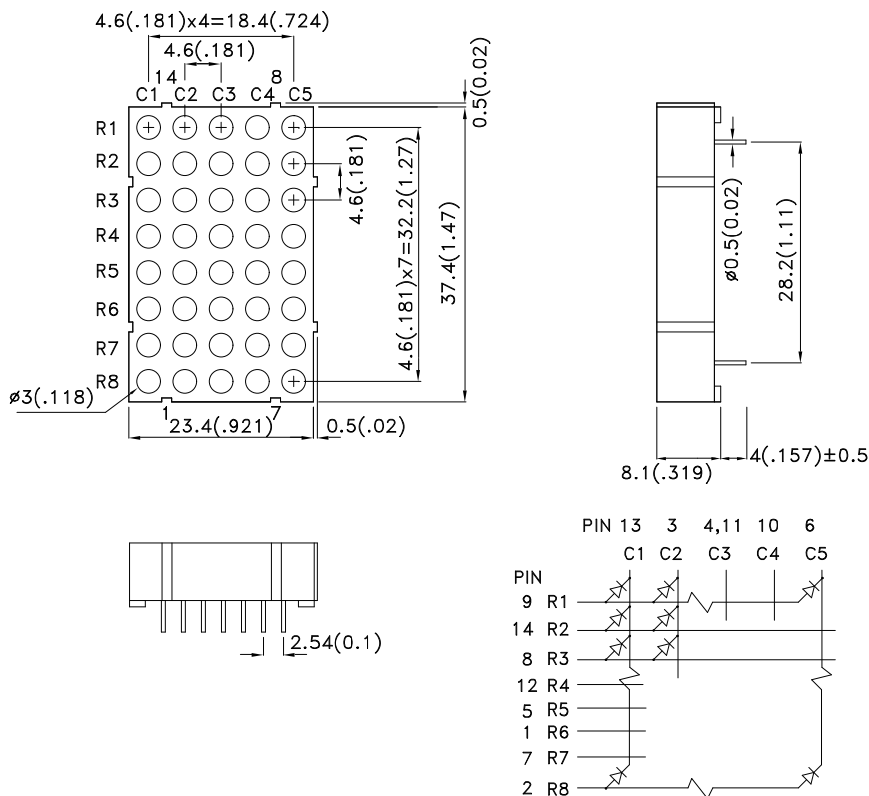 4.6(.181)x4=18.4(.724)
4.6(.181)
14 8
C1 C2 C3 C4 C5
R1
R2
R3
R4
R5
R6
R7
R8
ø3(.118)
1 7
23.4(.921)
0.5(.02)
4.6(.181)
4.6(.181)x7=32.2(1.27)
37.4(1.47)
0.5(0.02)
ø0.5(0.02)
28.2(1.11)
8.1(.319)
4(.157)±0.5
2.54(0.1)
PIN 13 3 4,11 10 6
C1 C2 C3 C4 C5
PIN
9 R1
14 R2
8 R3
12 R4
5 R5
1 R6
7 R7
2 R8